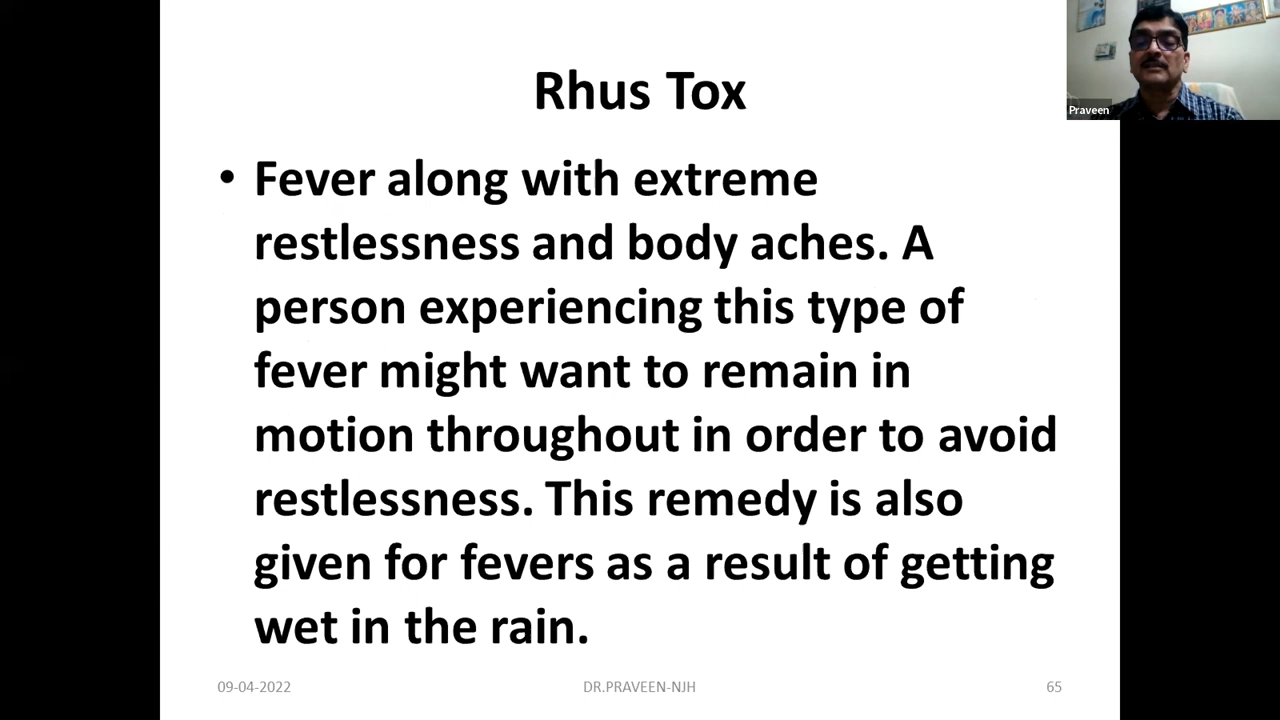 Rhus Tox
Praveen
• Fever along with extreme
restlessness and body aches. A
person experiencing this type of
fever might want to remain in
motion throughout in order to avoid
restlessness. This remedy is also
given for fevers as a result of getting
wet in the rain.
09-04-2022
DR.PRAVEEN-NJH
65